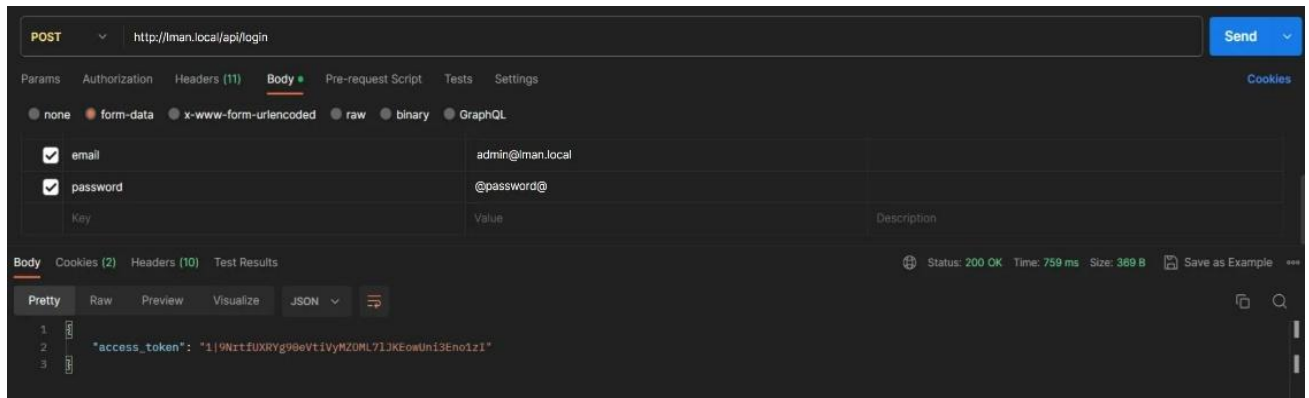 POST http://lman.local/api/login Send
Params Authorization Headers (11) Body Pre-request Script Tests Settings Cookies
none form-data x-www-form-urlencoded raw binary GraphQL
email admin@lman.local
password @password@
Key Value Description
Body Cookies (2) Headers (10) Test Results Status: 200 OK Time: 759 ms Size: 369 B Save as Example
Pretty Raw Preview Visualize JSON
1 {
2 "access_token":
3 }